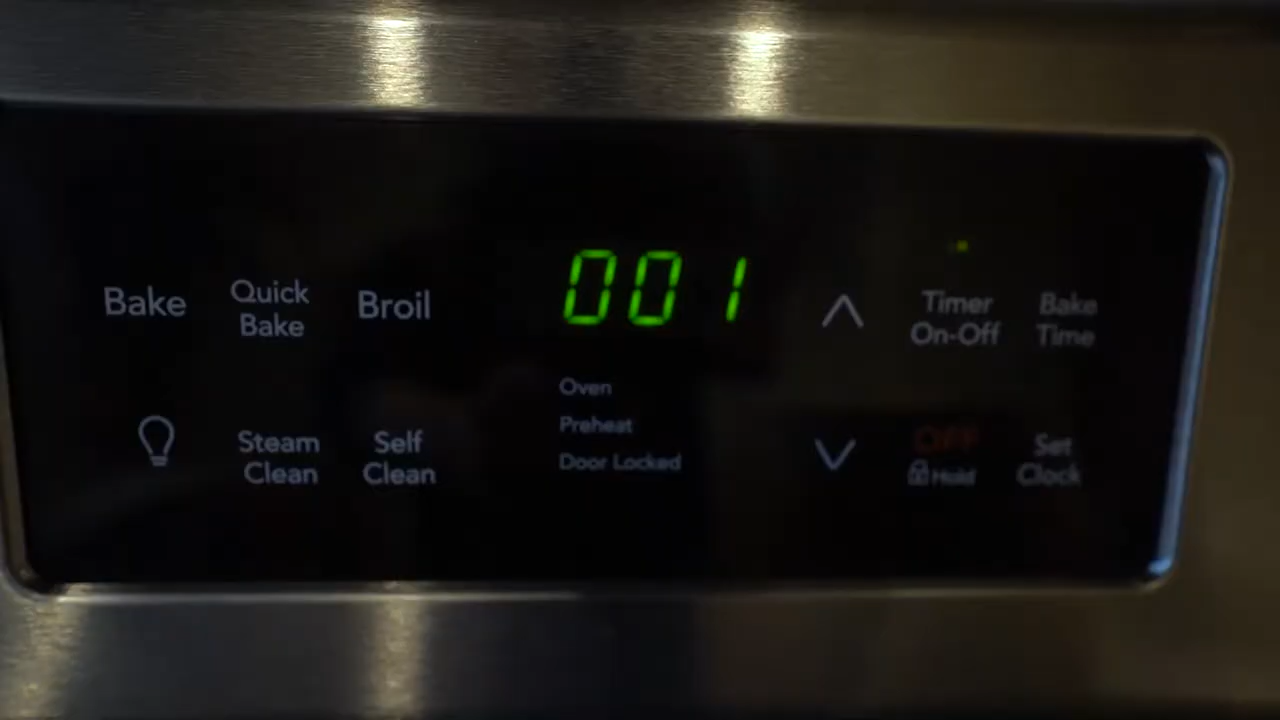 Bake
Quick
Bake
Broil
001
Timer
On-Off
Bake
Time
Oven
Preheat
Door Locked
Steam
Clean
Self
Clean
OFF
Hold
Set
Clock